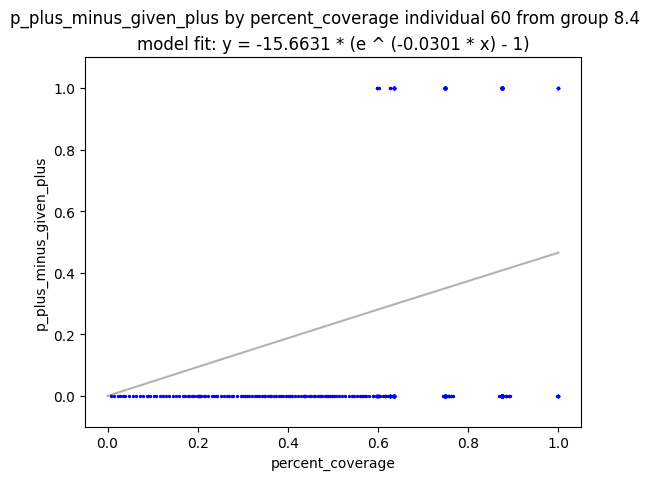 p_plus_minus_given_plus by percent_coverage individual 60 from group 8.4
model fit: y = -15.6631 * (e ^ (-0.0301 * x) - 1)
p_plus_minus_given_plus
1.0
0.8
0.6
0.4
0.2
0.0
0.0 0.2 0.4 0.6 0.8 1.0
percent_coverage